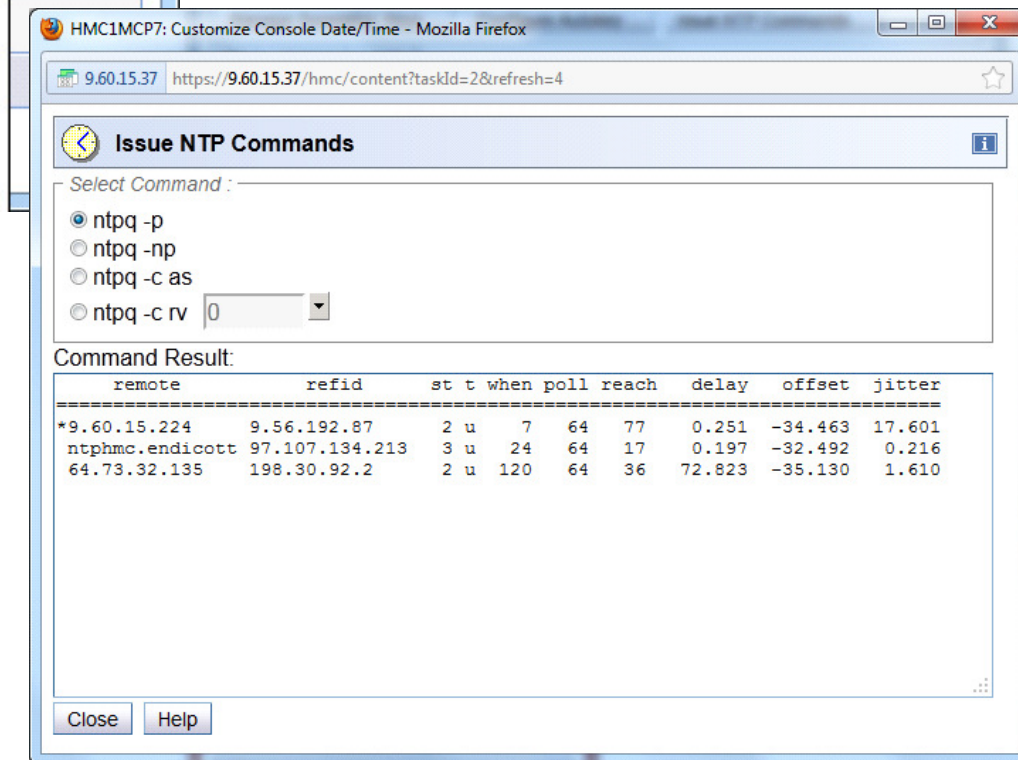 HMC1MCP7: Customize Console Date/Time - Mozilla Firefox
9.60.15.37 https://9.60.15.37/hmc/content?taskId=2&refresh=4
Issue NTP Commands
Select Command :
ntpq -p
ntpq -np
ntpq -c as
ntpq -c rv 0
Command Result:
remote refid st t when poll reach delay offset jitter
==============================================================================
*9.60.15.224 9.56.192.87 2 u 7 64 77 0.251 -34.463 17.601
ntphmc.endicott 97.107.134.213 3 u 24 64 17 0.197 -32.492 0.216
64.73.32.135 198.30.92.2 2 u 120 64 36 72.823 -35.130 1.610
Close Help